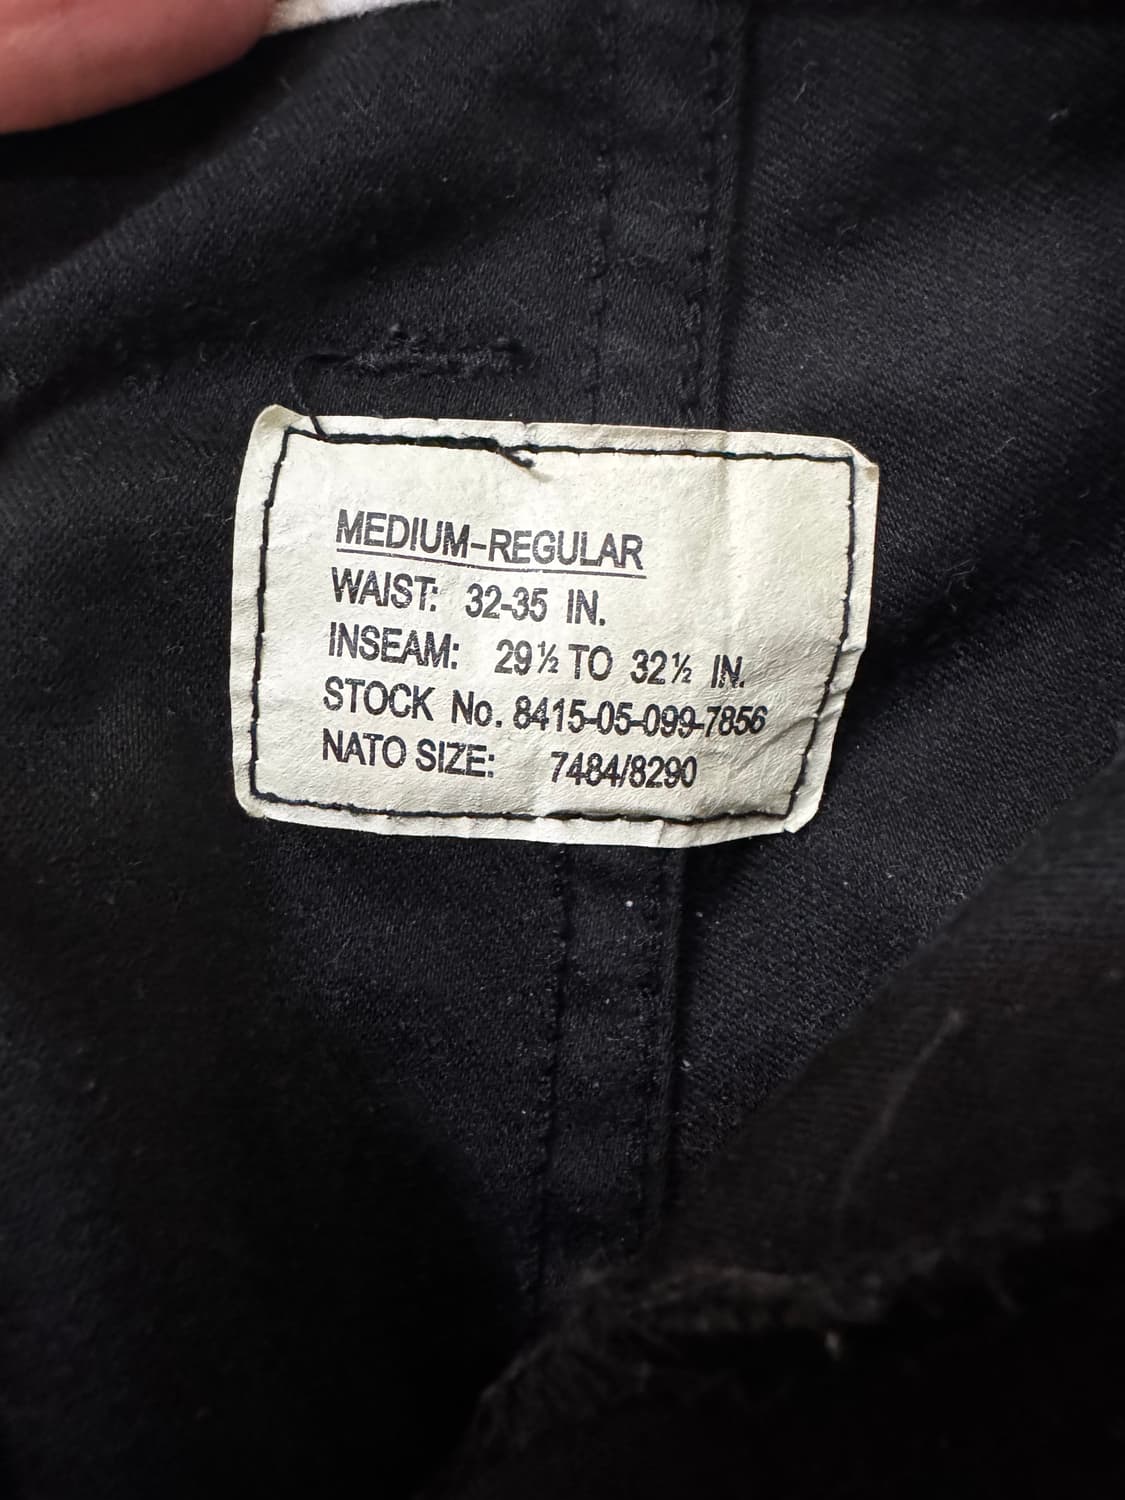 MEDIUM-REGULAR
WAIST: 32-35 IN.
INSEAM: 29½ TO 32½ IN.
STOCK No. 8415-05-099-7856
NATO SIZE: 7484/8290